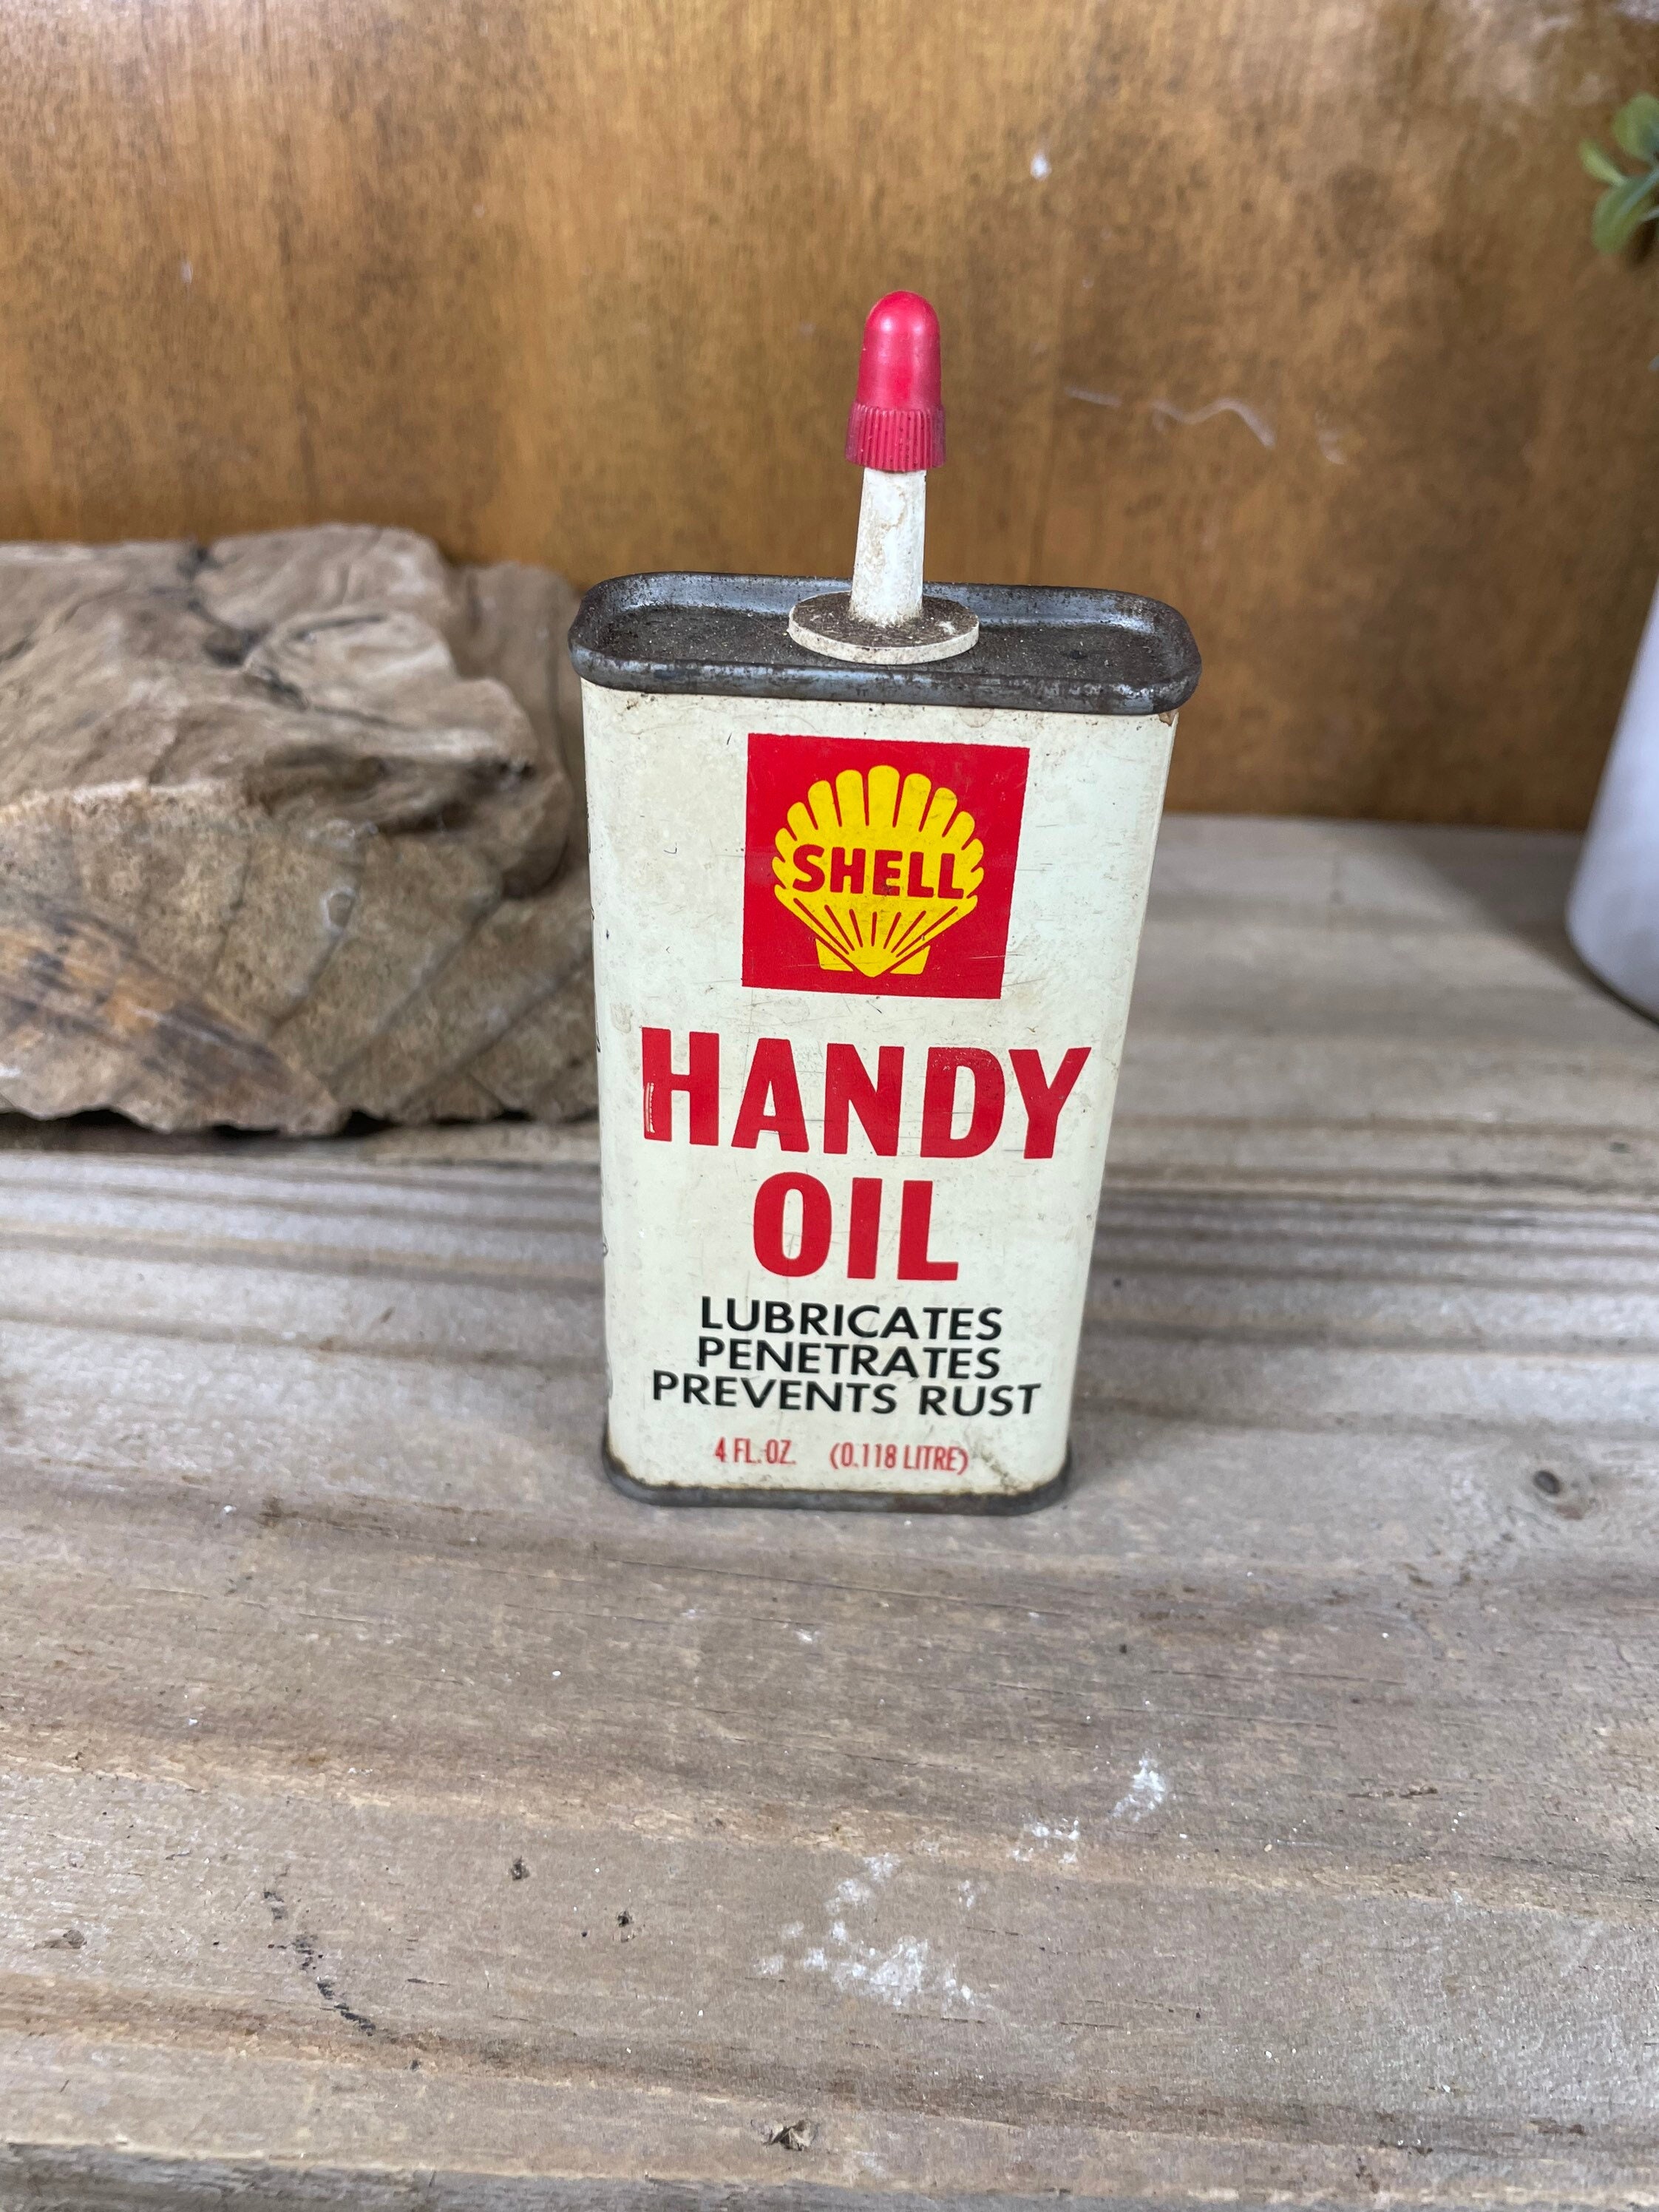 SHELL
HANDY
OIL
LUBRICATES
PENETRATES
PREVENTS RUST
4 FL. OZ. (0.118 LITRE)